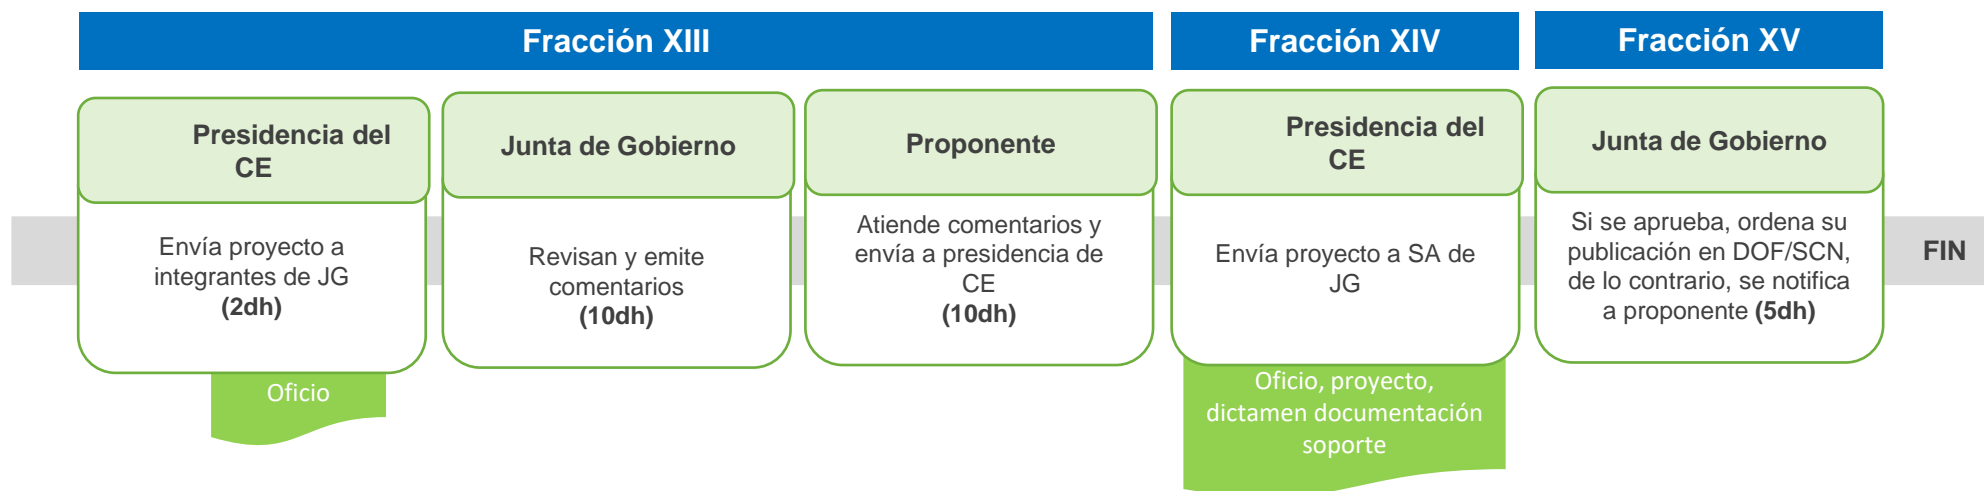 Fracción XIII
Fracción XIV
Fracción XV
Presidencia del
CE
Envía proyecto a
integrantes de JG
(2dh)
Oficio
Junta de Gobierno
Revisan y emite
comentarios
(10dh)
Proponente
Atiende comentarios y
envía a presidencia de
CE
(10dh)
Presidencia del
CE
Envía proyecto a SA de
JG
Oficio, proyecto,
dictamen documentación
soporte
Junta de Gobierno
Si se aprueba, ordena su
publicación en DOF/SCN,
de lo contrario, se notifica
a proponente (5dh)
FIN